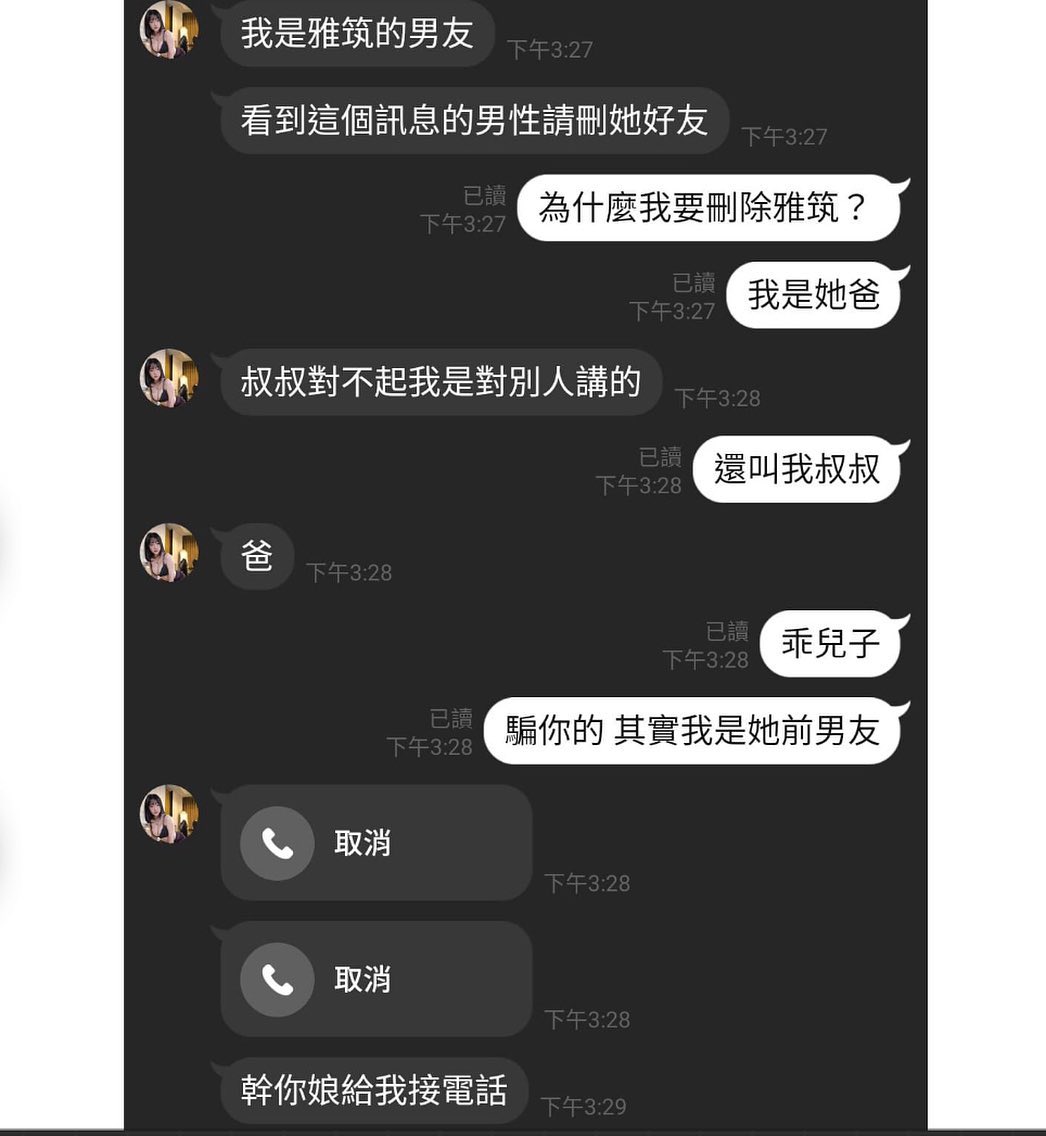 我是雅筑的男友
下午3:27
看到這個訊息的男性請刪她好友
下午3:27
已讀
下午3:27
為什麼我要刪除雅筑？
已讀
下午3:27
我是她爸
叔叔對不起我是對別人講的
下午3:28
已讀
下午3:28
還叫我叔叔
爸
下午3:28
已讀
下午3:28
乖兒子
已讀
下午3:28
騙你的 其實我是她前男友
取消
下午3:28
取消
下午3:28
幹你娘給我接電話
下午3:29